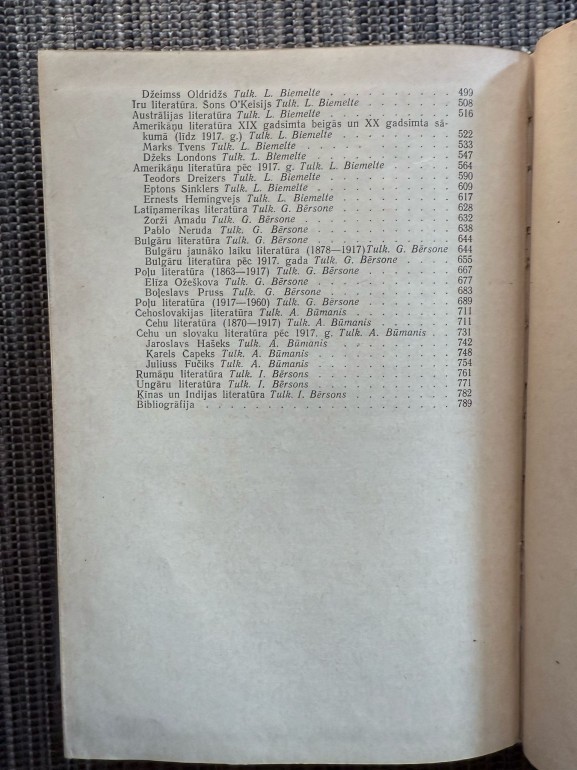 Džeimss Oldridžs Tulk. L. Biemelte . . . . . . . . . . 499
Īru literatūra. Šons O'Kelsijs Tulk. L. Biemelte . . . . . . . 508
Austrālijas literatūra Tulk. L. Biemelte . . . . . . . . . . 516
Amerikāņu literatūra XIX gadsimta beigās un XX gadsimta sā-
kumā (līdz 1917. g.) Tulk. L. Biemelte . . . . . . . . . . 522
Marks Tvens Tulk. L. Biemelte . . . . . . . . . . 533
Džeks Londons Tulk. L. Biemelte . . . . . . . . . . 547
Amerikāņu literatūra pēc 1917. g. Tulk. L. Biemelte . . . . . 564
Teodors Dreizers Tulk. L. Biemelte . . . . . . . . . . 590
Eptons Sinklers Tulk. L. Biemelte . . . . . . . . . . 609
Ernests Hemingvejs Tulk. L. Biemelte . . . . . . . . . 617
Latiņamerikas literatūra Tulk. G. Bērsone . . . . . . . . 628
Žorži Amadu Tulk. G. Bērsone . . . . . . . . . . 632
Pablo Neruda Tulk. G. Bērsone . . . . . . . . . . 638
Bulgāru literatūra Tulk. G. Bērsone . . . . . . . . . . 644
Bulgāru jaunāko laiku literatūra (1878—1917) Tulk. G. Bērsone 644
Bulgāru literatūra pēc 1917. gada Tulk. G. Bērsone . . . . 655
Poļu literatūra (1863—1917) Tulk. G. Bērsone . . . . . . . 667
Elīza Ožeškova Tulk. G. Bērsone . . . . . . . . . . 677
Boļeslavs Pruss Tulk. G. Bērsone . . . . . . . . . . 683
Poļu literatūra (1917—1960) Tulk. G. Bērsone . . . . . . . 689
Čehoslovakijas literatūra Tulk. A. Būmanis . . . . . . . . 711
Čehu literatūra (1870—1917) Tulk. A. Būmanis . . . . . . 711
Čehu un slovaku literatūra pēc 1917. g. Tulk. A. Būmanis . . 731
Jaroslavs Hašeks Tulk. A. Būmanis . . . . . . . . . . 742
Karels Čapeks Tulk. A. Būmanis . . . . . . . . . . 748
Juliuss Fučiks Tulk. A. Būmanis . . . . . . . . . . 754
Rumāņu literatūra Tulk. I. Bērsons . . . . . . . . . . 761
Ungāru literatūra Tulk. I. Bērsons . . . . . . . . . . 771
Ķīnas un Indijas literatūra Tulk. I. Bērsons . . . . . . . . 782
Bibliogrāfija . . . . . . . . . . . . . . . . . . . . 789